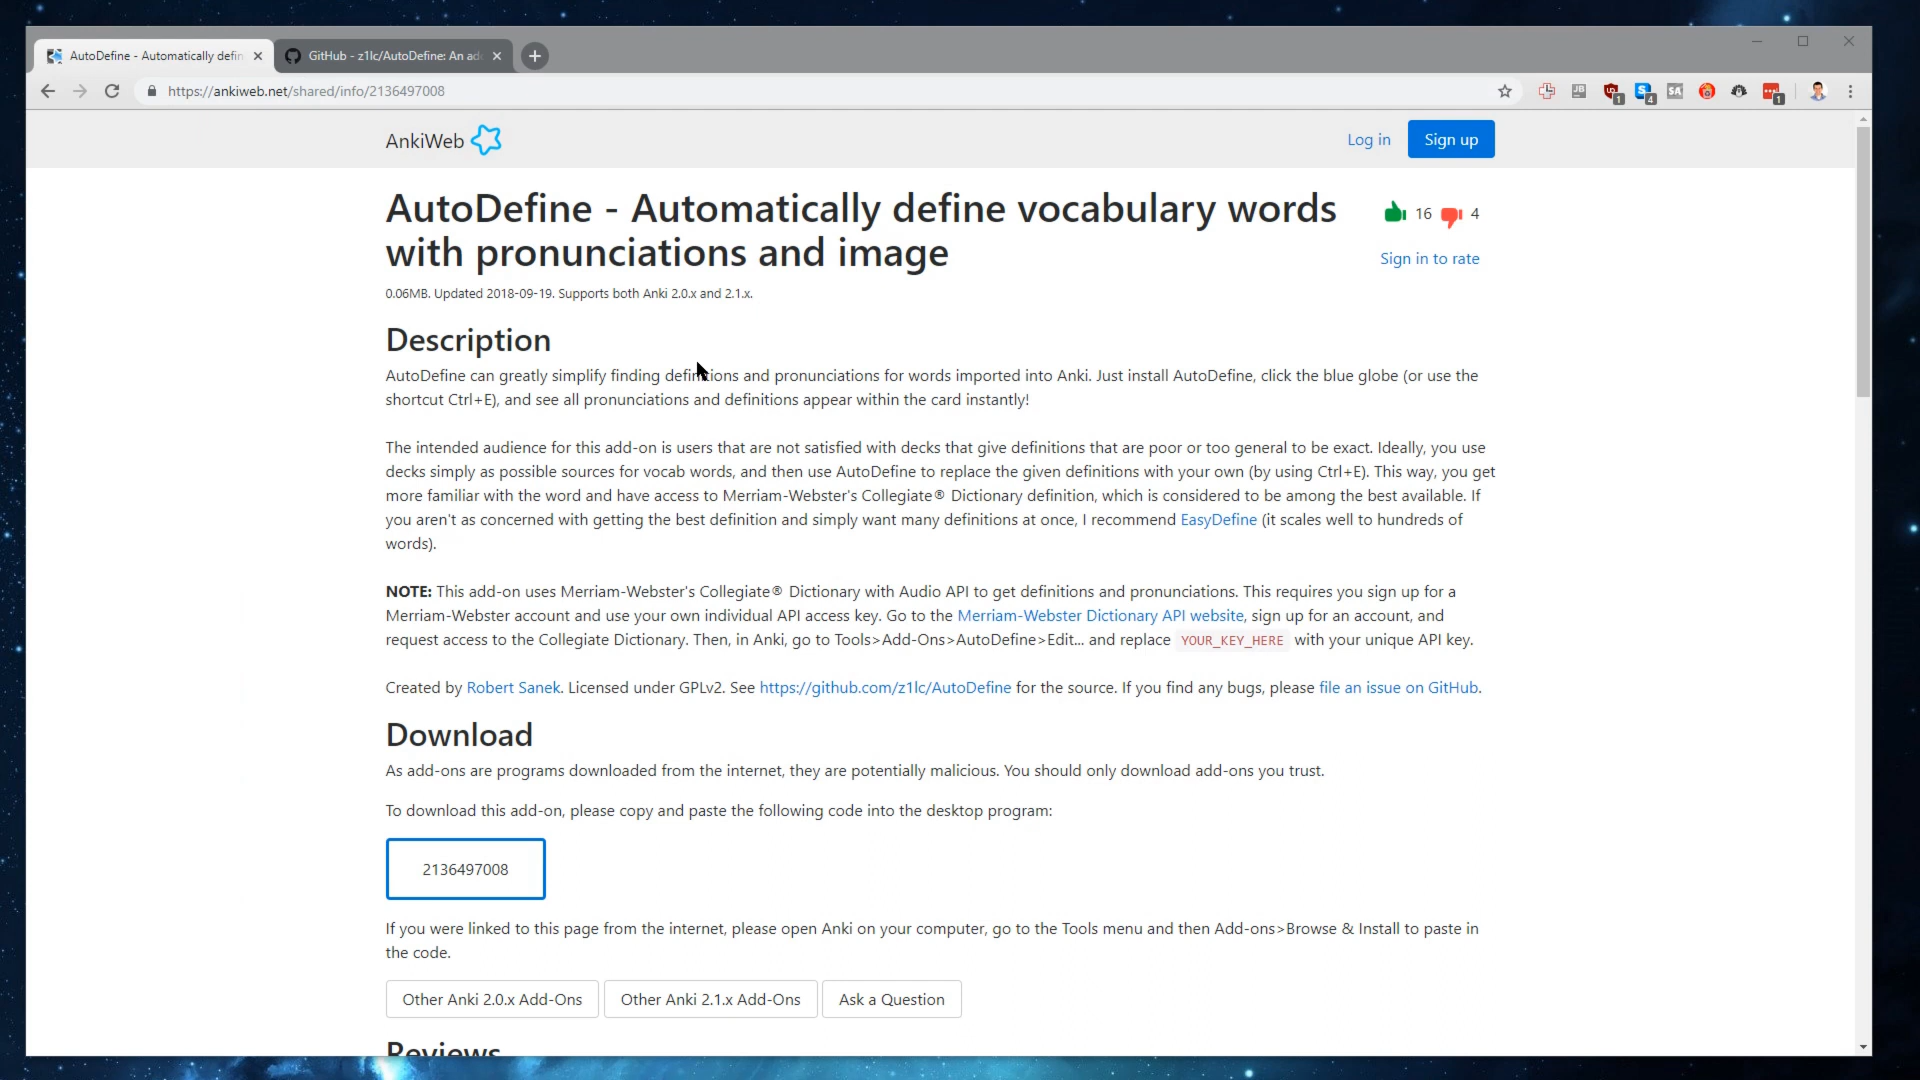 AutoDefine - Automatically defin
GitHub - z1lc/AutoDefine: An ad
https://ankiweb.net/shared/info/2136497008
JB
1
4
SA
1
AnkiWeb
Log in
Sign up
AutoDefine - Automatically define vocabulary words
with pronunciations and image
16
4
Sign in to rate
0.06MB. Updated 2018-09-19. Supports both Anki 2.0.x and 2.1.x.
Description
AutoDefine can greatly simplify finding definitions and pronunciations for words imported into Anki. Just install AutoDefine, click the blue globe (or use the
shortcut Ctrl+E), and see all pronunciations and definitions appear within the card instantly!
The intended audience for this add-on is users that are not satisfied with decks that give definitions that are poor or too general to be exact. Ideally, you use
decks simply as possible sources for vocab words, and then use AutoDefine to replace the given definitions with your own (by using Ctrl+E). This way, you get
more familiar with the word and have access to Merriam-Webster's Collegiate® Dictionary definition, which is considered to be among the best available. If
you aren't as concerned with getting the best definition and simply want many definitions at once, I recommend EasyDefine (it scales well to hundreds of
words).
NOTE: This add-on uses Merriam-Webster's Collegiate® Dictionary with Audio API to get definitions and pronunciations. This requires you sign up for a
Merriam-Webster account and use your own individual API access key. Go to the Merriam-Webster Dictionary API website, sign up for an account, and
request access to the Collegiate Dictionary. Then, in Anki, go to Tools>Add-Ons>AutoDefine>Edit... and replace YOUR_KEY_HERE with your unique API key.
Created by Robert Sanek. Licensed under GPLv2. See https://github.com/z1lc/AutoDefine for the source. If you find any bugs, please file an issue on GitHub.
Download
As add-ons are programs downloaded from the internet, they are potentially malicious. You should only download add-ons you trust.
To download this add-on, please copy and paste the following code into the desktop program:
2136497008
If you were linked to this page from the internet, please open Anki on your computer, go to the Tools menu and then Add-ons>Browse & Install to paste in
the code.
Other Anki 2.0.x Add-Ons
Other Anki 2.1.x Add-Ons
Ask a Question
Reviews